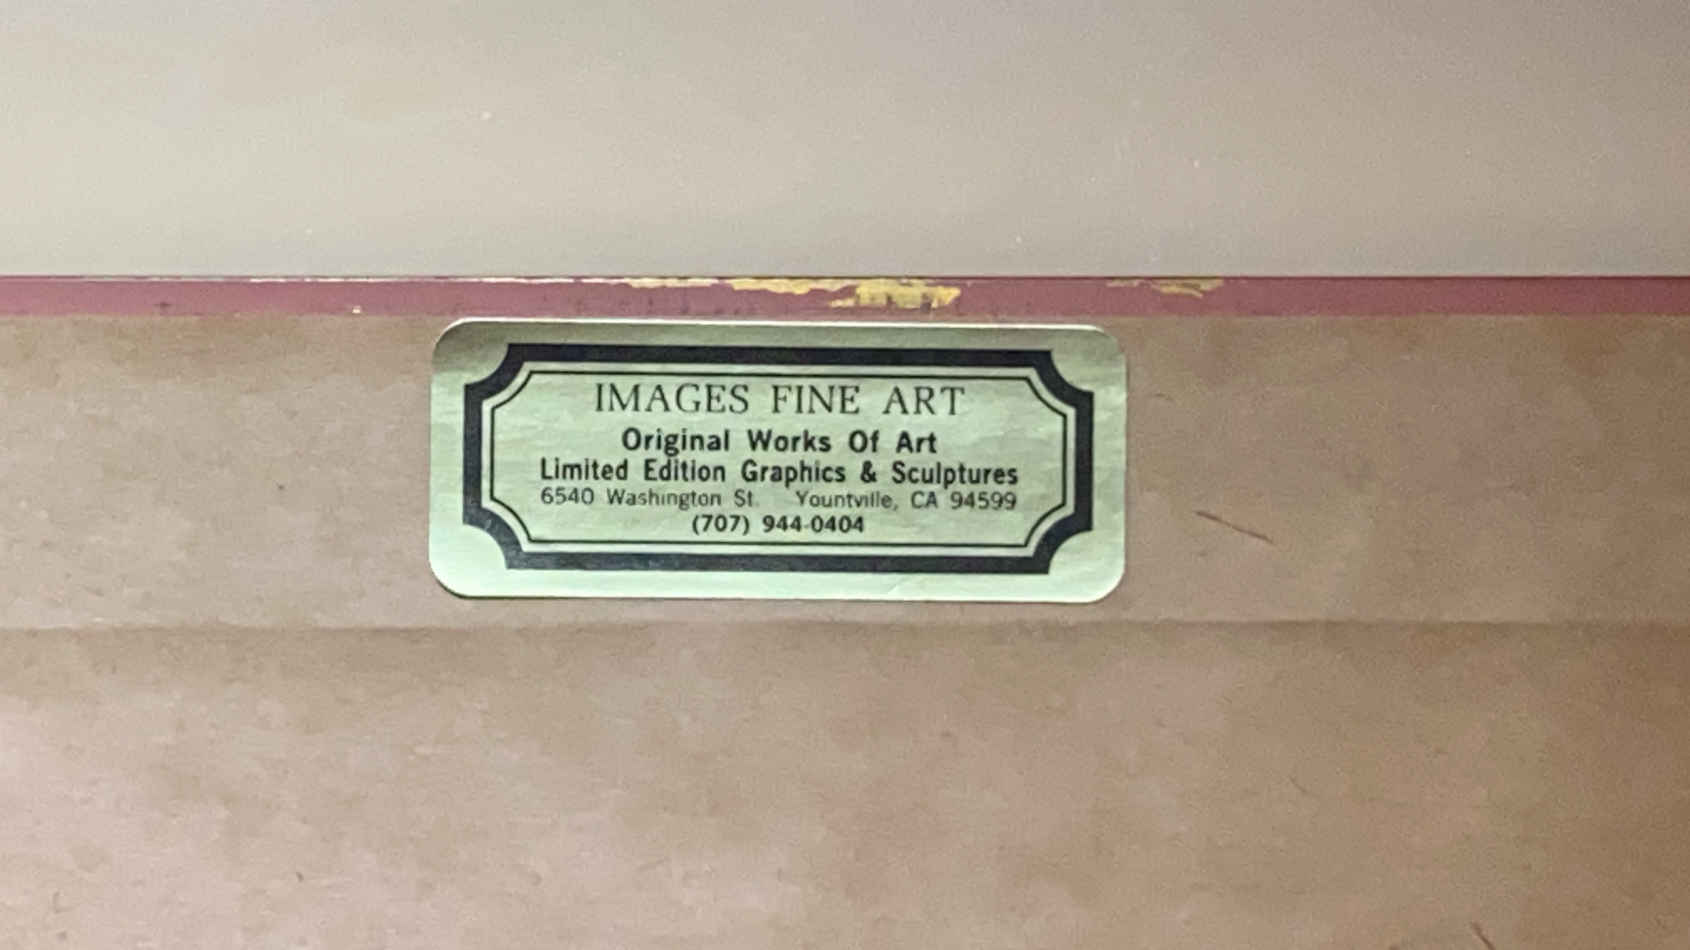 IMAGES FINE ART
Original Works Of Art
Limited Edition Graphics & Sculptures
6540 Washington St. Yountville, CA 94599
(707) 944-0404